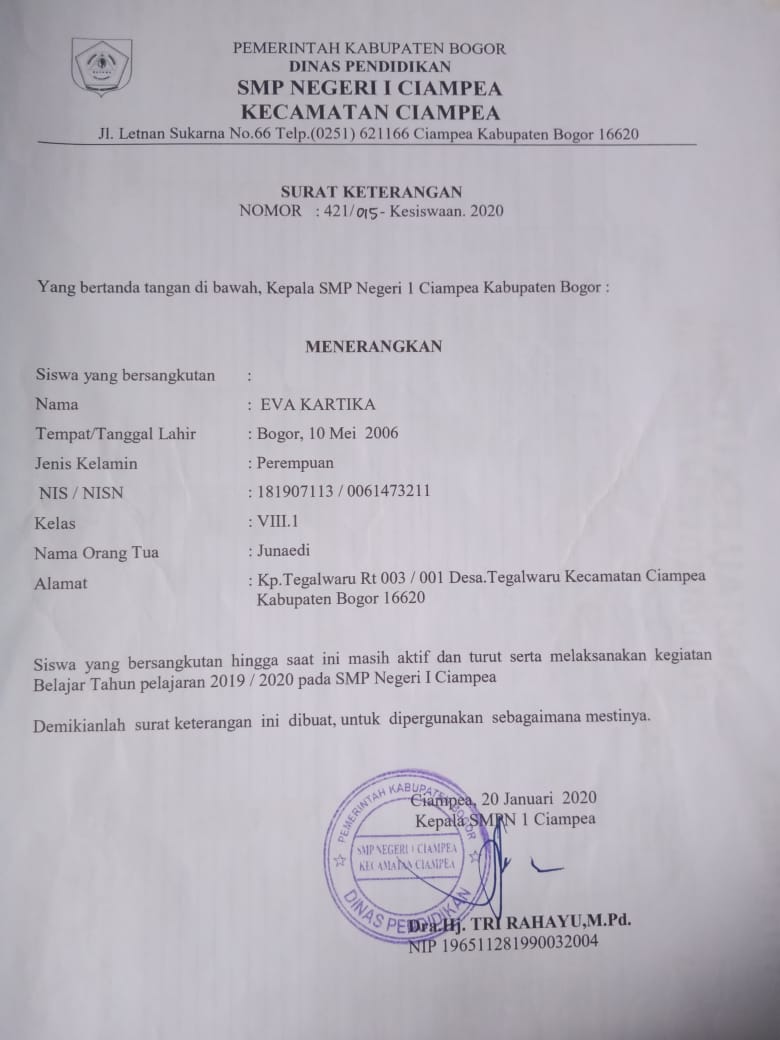 PEMERINTAH KABUPATEN BOGOR
DINAS PENDIDIKAN
SMP NEGERI I CIAMPEA
KECAMATAN CIAMPEA
Jl. Letnan Sukarna No.66 Telp.(0251) 621166 Ciampea Kabupaten Bogor 16620
SURAT KETERANGAN
NOMOR : 421/015- Kesiswaan. 2020
Yang bertanda tangan di bawah, Kepala SMP Negeri 1 Ciampea Kabupaten Bogor :
MENERANGKAN
Siswa yang bersangkutan :
Nama : EVA KARTIKA
Tempat/Tanggal Lahir : Bogor, 10 Mei 2006
Jenis Kelamin : Perempuan
NIS / NISN : 181907113 / 0061473211
Kelas : VIII.1
Nama Orang Tua : Junaedi
Alamat : Kp.Tegalwaru Rt 003 / 001 Desa.Tegalwaru Kecamatan Ciampea
Kabupaten Bogor 16620
Siswa yang bersangkutan hingga saat ini masih aktif dan turut serta melaksanakan kegiatan
Belajar Tahun pelajaran 2019 / 2020 pada SMP Negeri I Ciampea
Demikianlah surat keterangan ini dibuat, untuk dipergunakan sebagaimana mestinya.
Ciampea, 20 Januari 2020
Kepala SMPN 1 Ciampea
PEMERINTAH KABUPATEN BOGOR
SMP NEGERI 1 CIAMPEA
KECAMATAN CIAMPEA
DINAS PENDIDIKAN
Dra.Hj. TRI RAHAYU,M.Pd.
NIP 196511281990032004